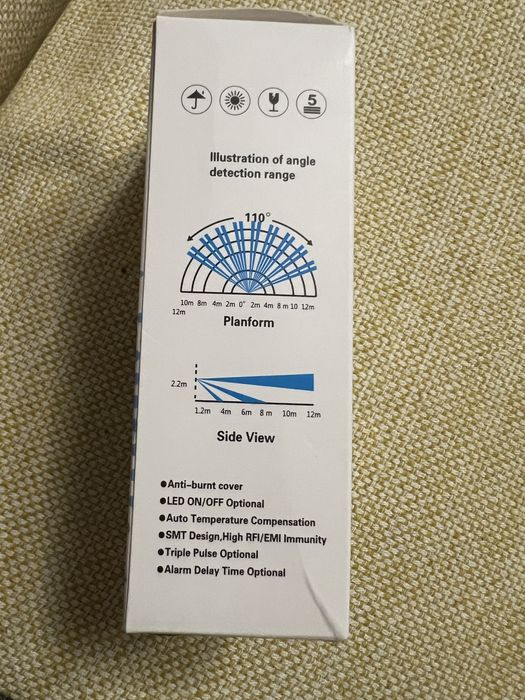 5
Illustration of angle
detection range
110°
10m 8m 4m 2m 0° 2m 4m 8m 10 12m
12m
Planform
2.2m
1.2m 4m 6m 8m 10m 12m
Side View
●Anti-burnt cover
●LED ON/OFF Optional
●Auto Temperature Compensation
●SMT Design,High RFI/EMI Immunity
●Triple Pulse Optional
●Alarm Delay Time Optional